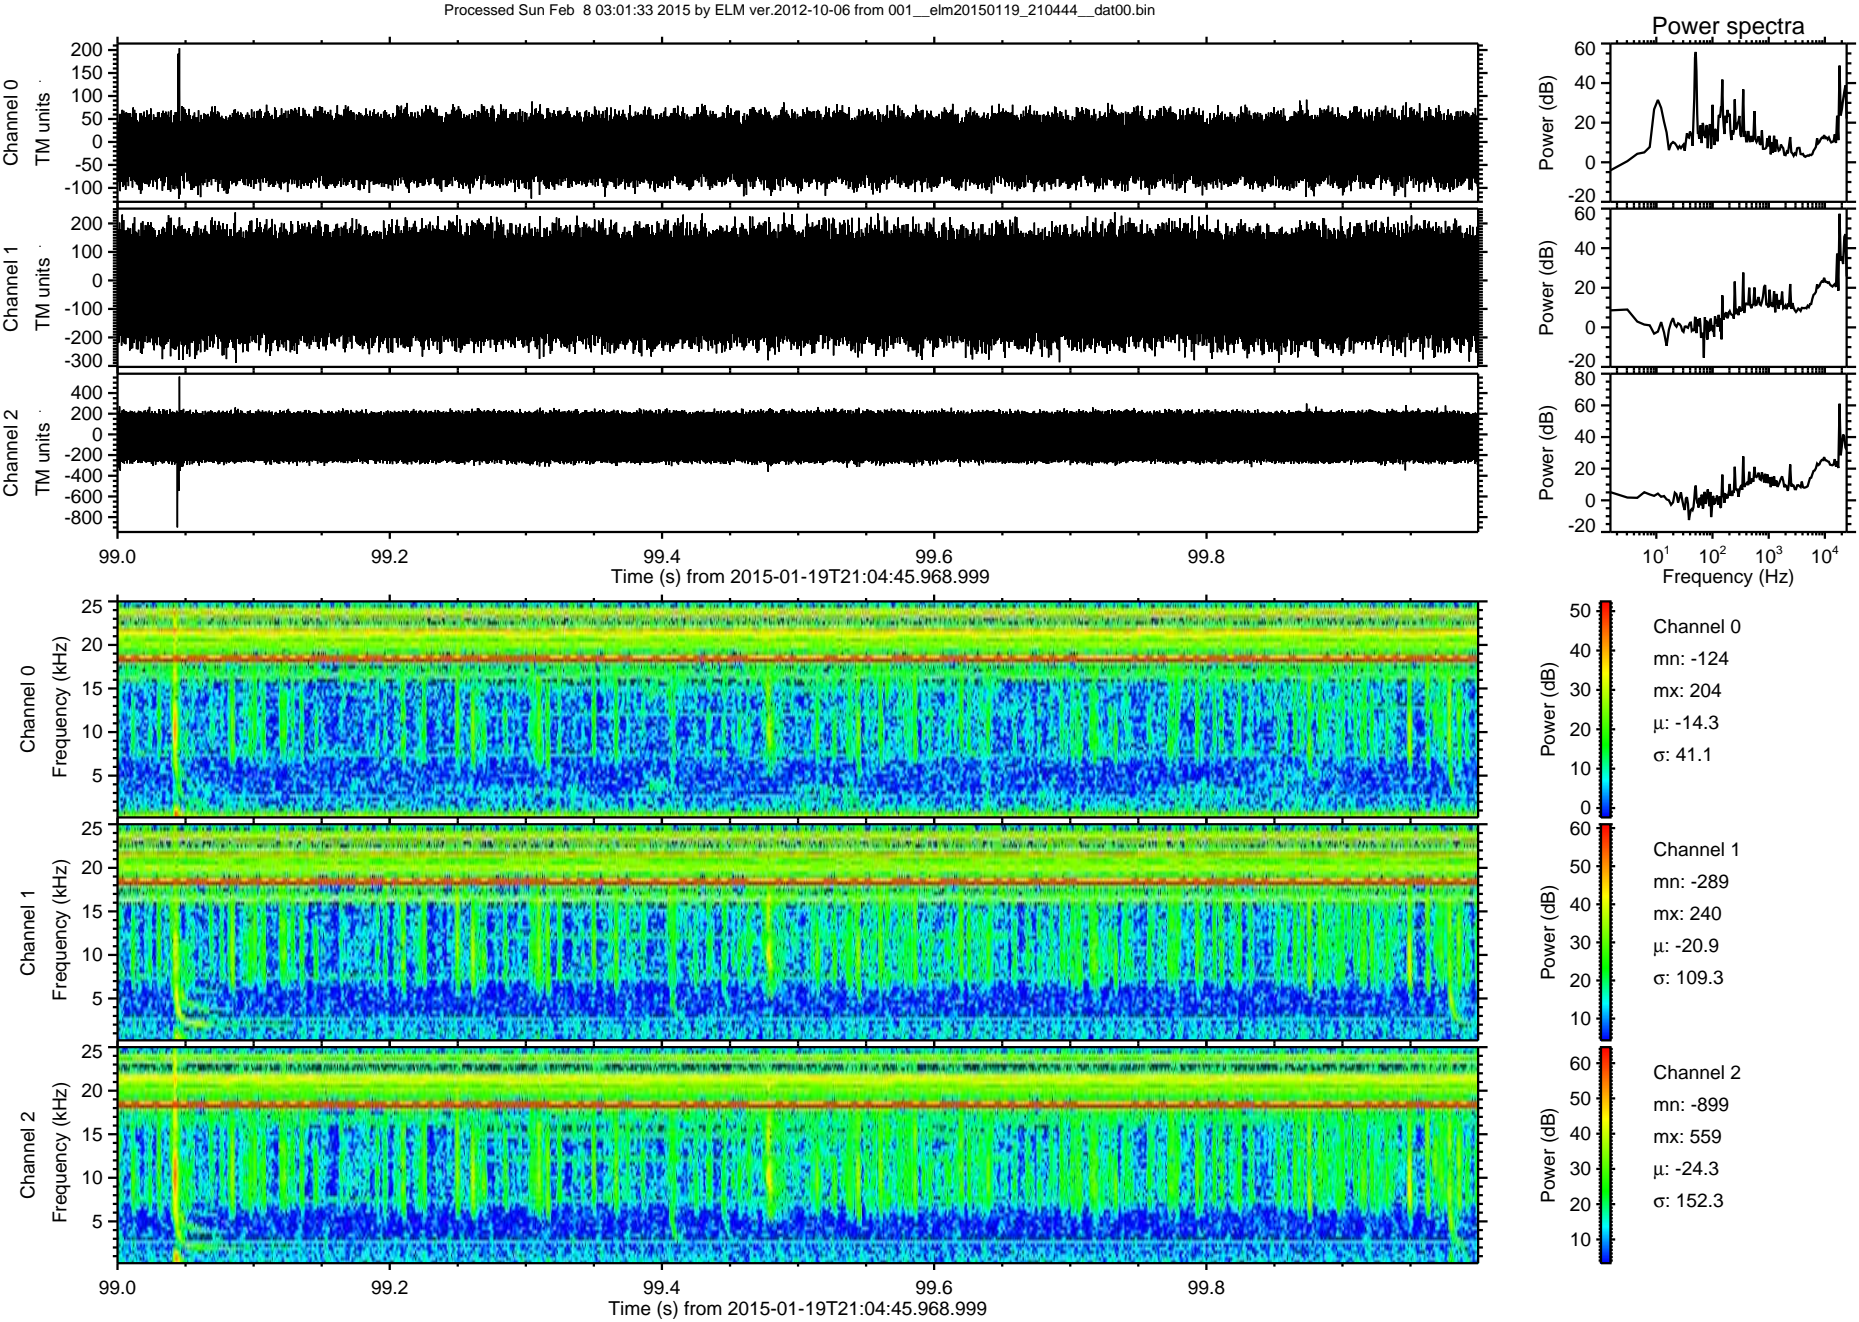 Processed Sun Feb  8 03:01:33 2015 by ELM ver.2012-10-06 from 001__elm20150119_210444__dat00.bin
Power spectra
Channel 0
TM units
200
150
100
50
0
-50
-100
Power (dB)
60
40
20
0
-20
Channel 1
TM units
200
100
0
-100
-200
-300
Power (dB)
60
40
20
0
-20
Channel 2
TM units
400
200
0
-200
-400
-600
-800
Power (dB)
80
60
40
20
0
-20
99.0 99.2 99.4 99.6 99.8
Time (s) from 2015-01-19T21:04:45.968.999
10¹ 10² 10³ 10⁴
Frequency (Hz)
Channel 0
Frequency (kHz)
25
20
15
10
5
Power (dB)
50
40
30
20
10
0
Channel 0
mn: -124
mx: 204
μ: -14.3
σ: 41.1
Channel 1
Frequency (kHz)
25
20
15
10
5
Power (dB)
60
50
40
30
20
10
Channel 1
mn: -289
mx: 240
μ: -20.9
σ: 109.3
Channel 2
Frequency (kHz)
25
20
15
10
5
Power (dB)
60
50
40
30
20
10
Channel 2
mn: -899
mx: 559
μ: -24.3
σ: 152.3
99.0 99.2 99.4 99.6 99.8
Time (s) from 2015-01-19T21:04:45.968.999